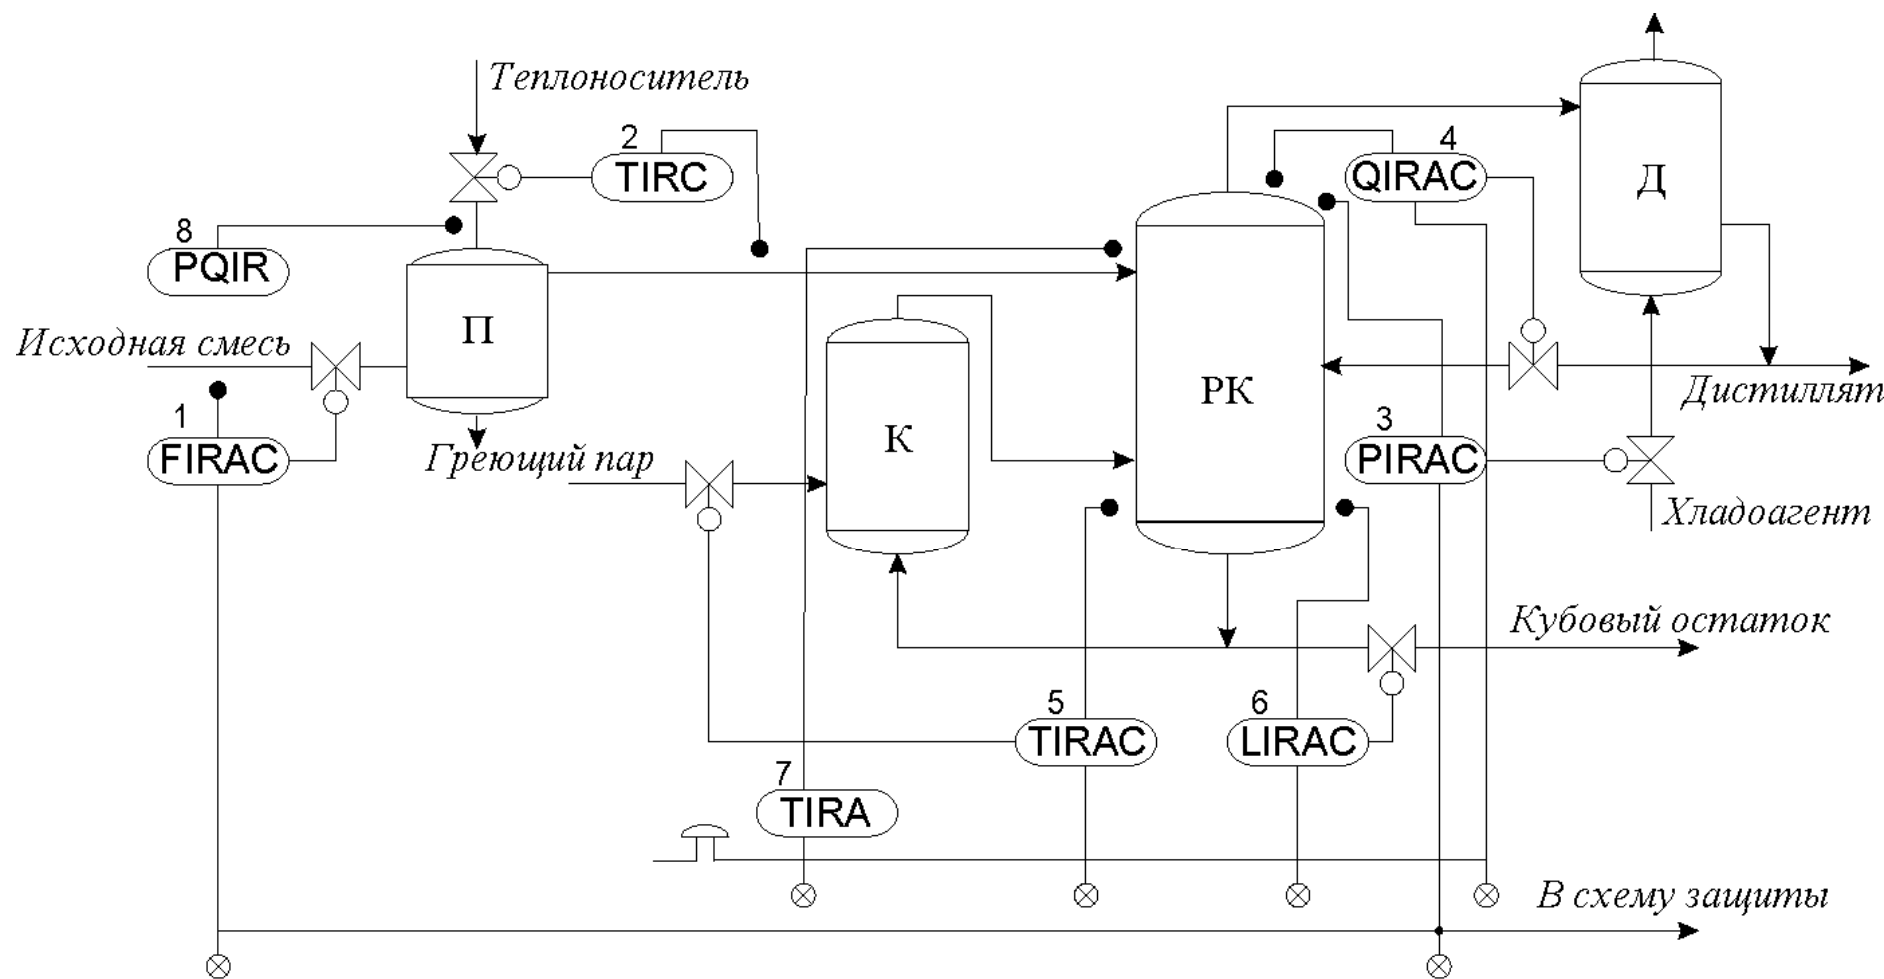 Теплоноситель
2
TIRC
4
QIRAC
Д
8
PQIR
П
Исходная смесь
К
РК
Дистиллят
1
FIRAC
Греющий пар
3
PIRAC
Хладоагент
Кубовый остаток
5
TIRAC
6
LIRAC
7
TIRA
В схему защиты